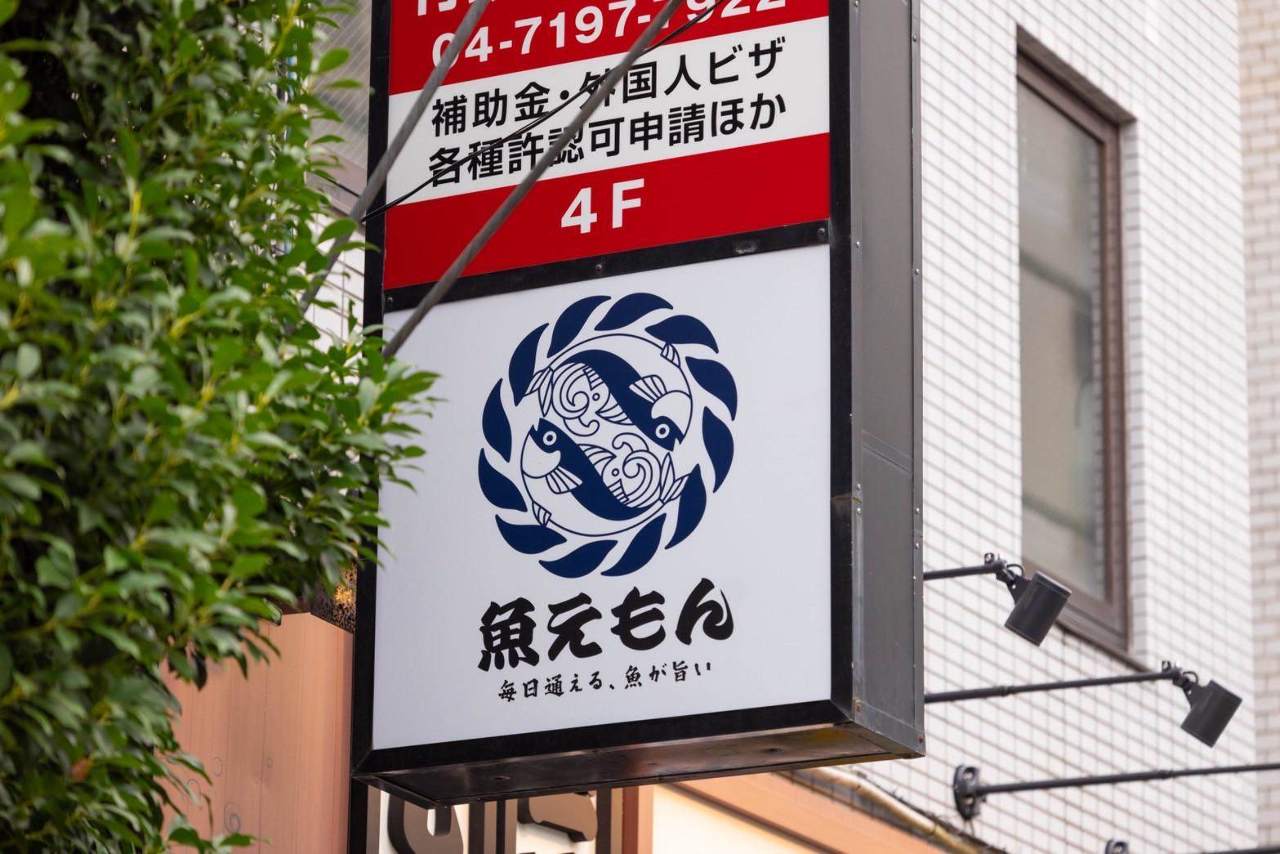 04-7197-7922
補助金・外国人ビザ
各種許認可申請ほか
4F
魚えもん
毎日通える、魚が旨い